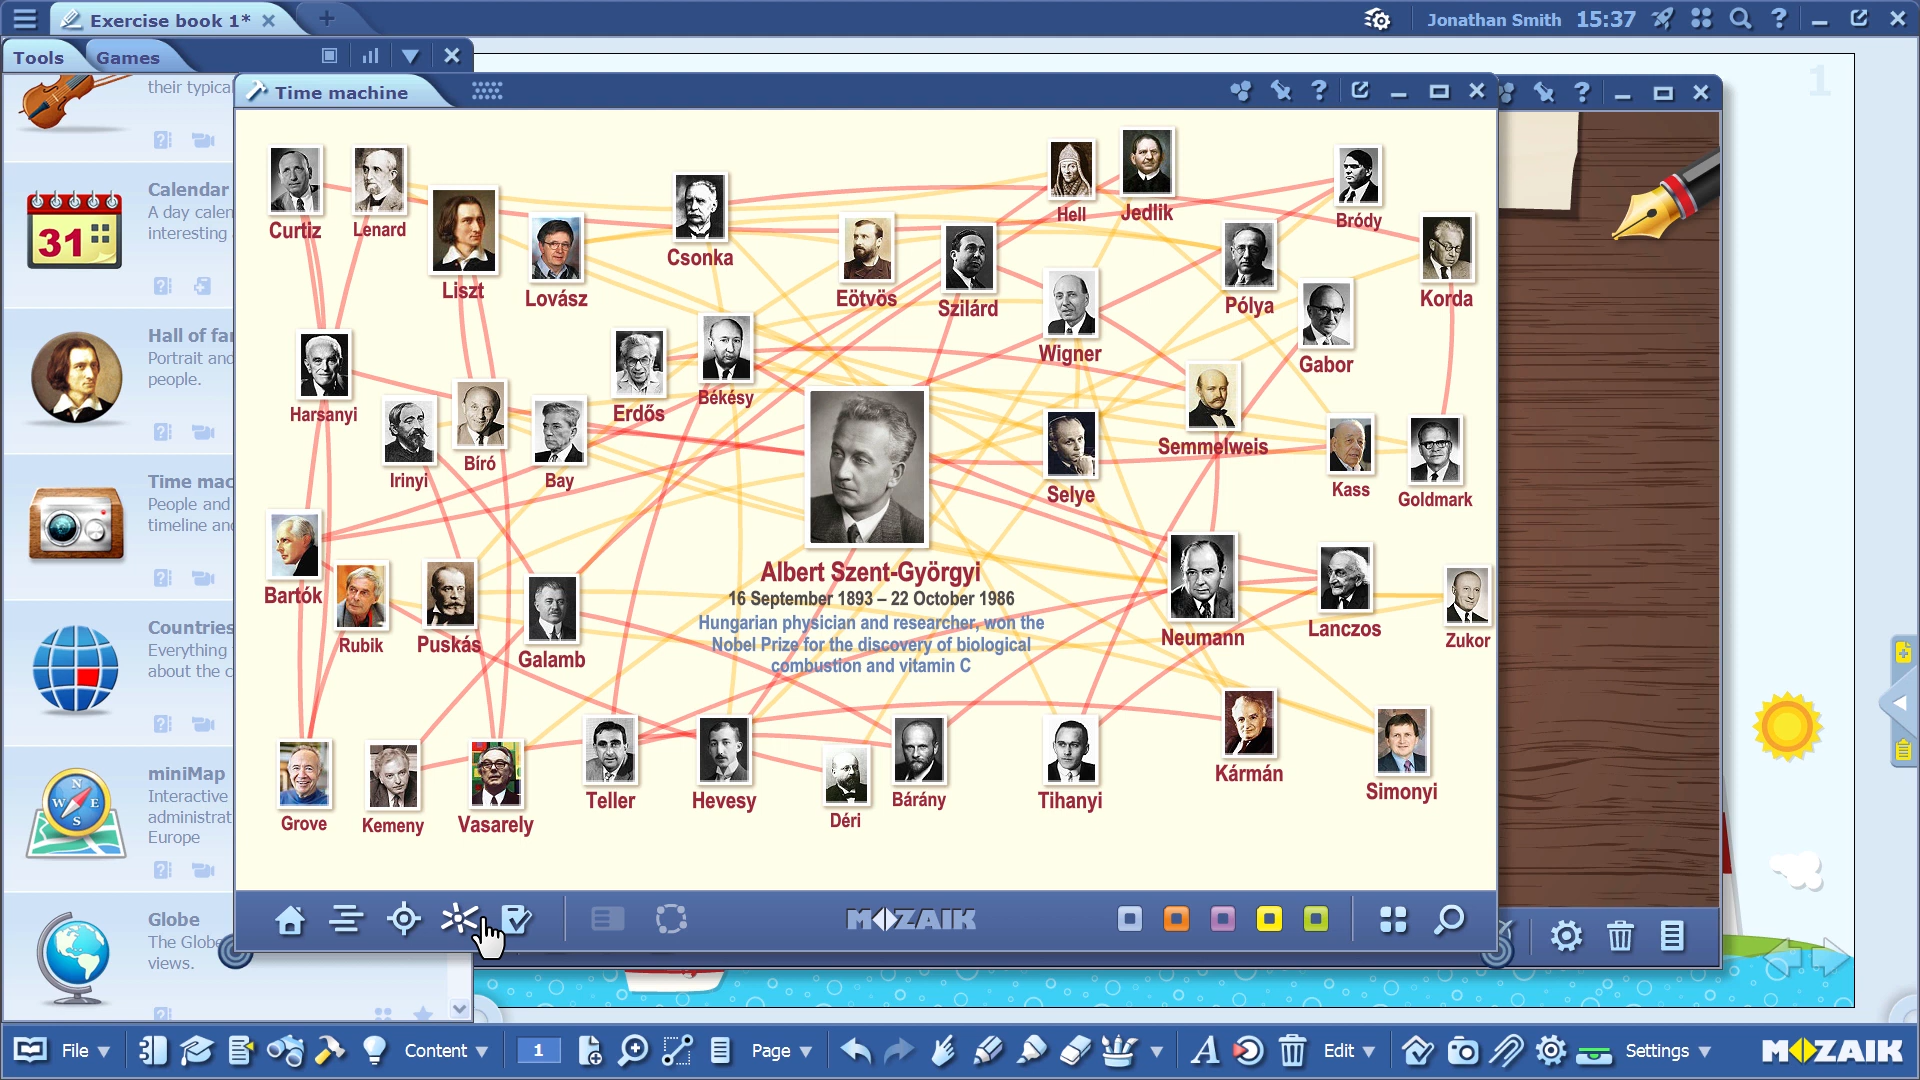 Exercise book 1*
Jonathan Smith
15:37
Tools
Games
1
their typical
Time machine
Calendar
A day calen
interesting
31
Hall of fa
Portrait and
people.
Time mac
People and
timeline and
Countries
Everything
about the c
miniMap
Interactive
administrat
Europe
N
W E
S
Globe
The Globe
views.
Curtiz
Lenard
Liszt
Lovász
Csonka
Eötvös
Szilárd
Hell
Jedlik
Wigner
Pólya
Bródy
Gabor
Korda
Harsanyi
Irinyi
Bíró
Bay
Erdős
Békésy
Selye
Semmelweis
Kass
Goldmark
Bartók
Rubik
Puskás
Galamb
Albert Szent-Györgyi
16 September 1893 – 22 October 1986
Hungarian physician and researcher, won the
Nobel Prize for the discovery of biological
combustion and vitamin C
Neumann
Lanczos
Zukor
Grove
Kemeny
Vasarely
Teller
Hevesy
Déri
Bárány
Tihanyi
Kármán
Simonyi
MOZAIK
File
Content
1
Page
Edit
Settings
MOZAIK